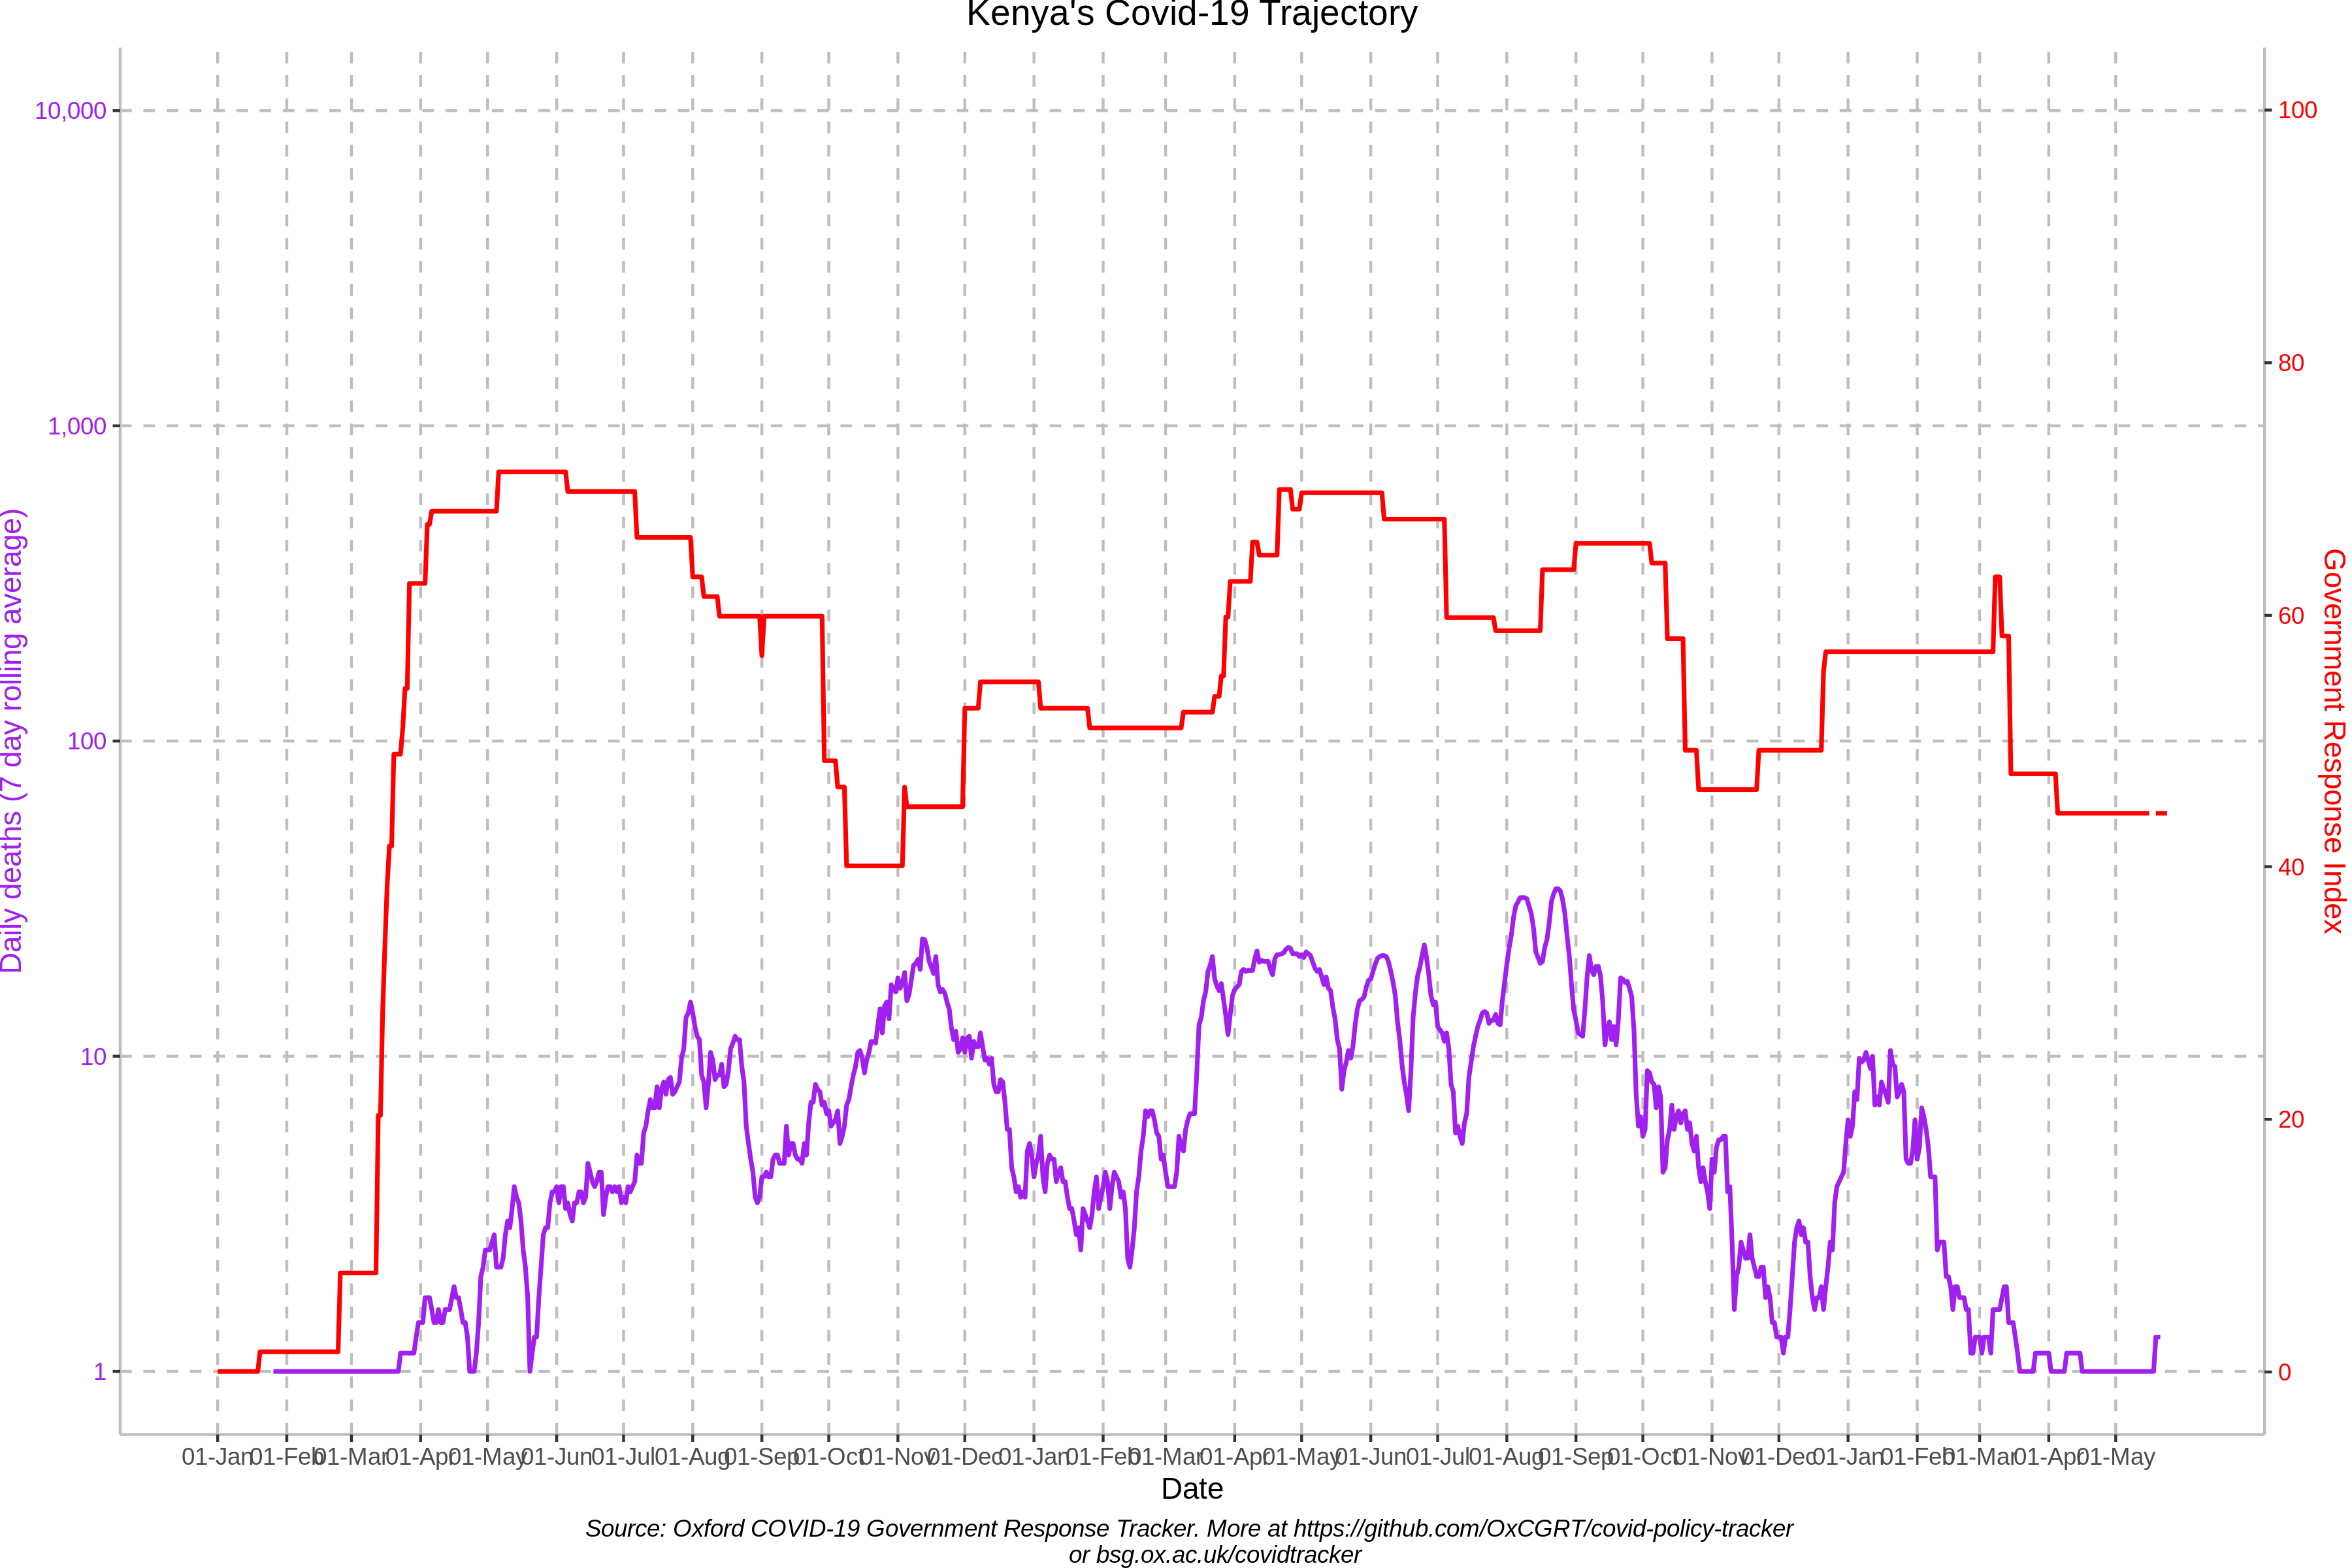 Kenya's Covid-19 Trajectory
10,000
1,000
100
10
1
Daily deaths (7 day rolling average)
100
80
60
40
20
0
Government Response Index
01-Jan 01-Feb 01-Mar 01-Apr 01-May 01-Jun 01-Jul 01-Aug 01-Sep 01-Oct 01-Nov 01-Dec 01-Jan 01-Feb 01-Mar 01-Apr 01-May 01-Jun 01-Jul 01-Aug 01-Sep 01-Oct 01-Nov 01-Dec 01-Jan 01-Feb 01-Mar 01-Apr 01-May
Date
Source: Oxford COVID-19 Government Response Tracker. More at https://github.com/OxCGRT/covid-policy-tracker
or bsg.ox.ac.uk/covidtracker